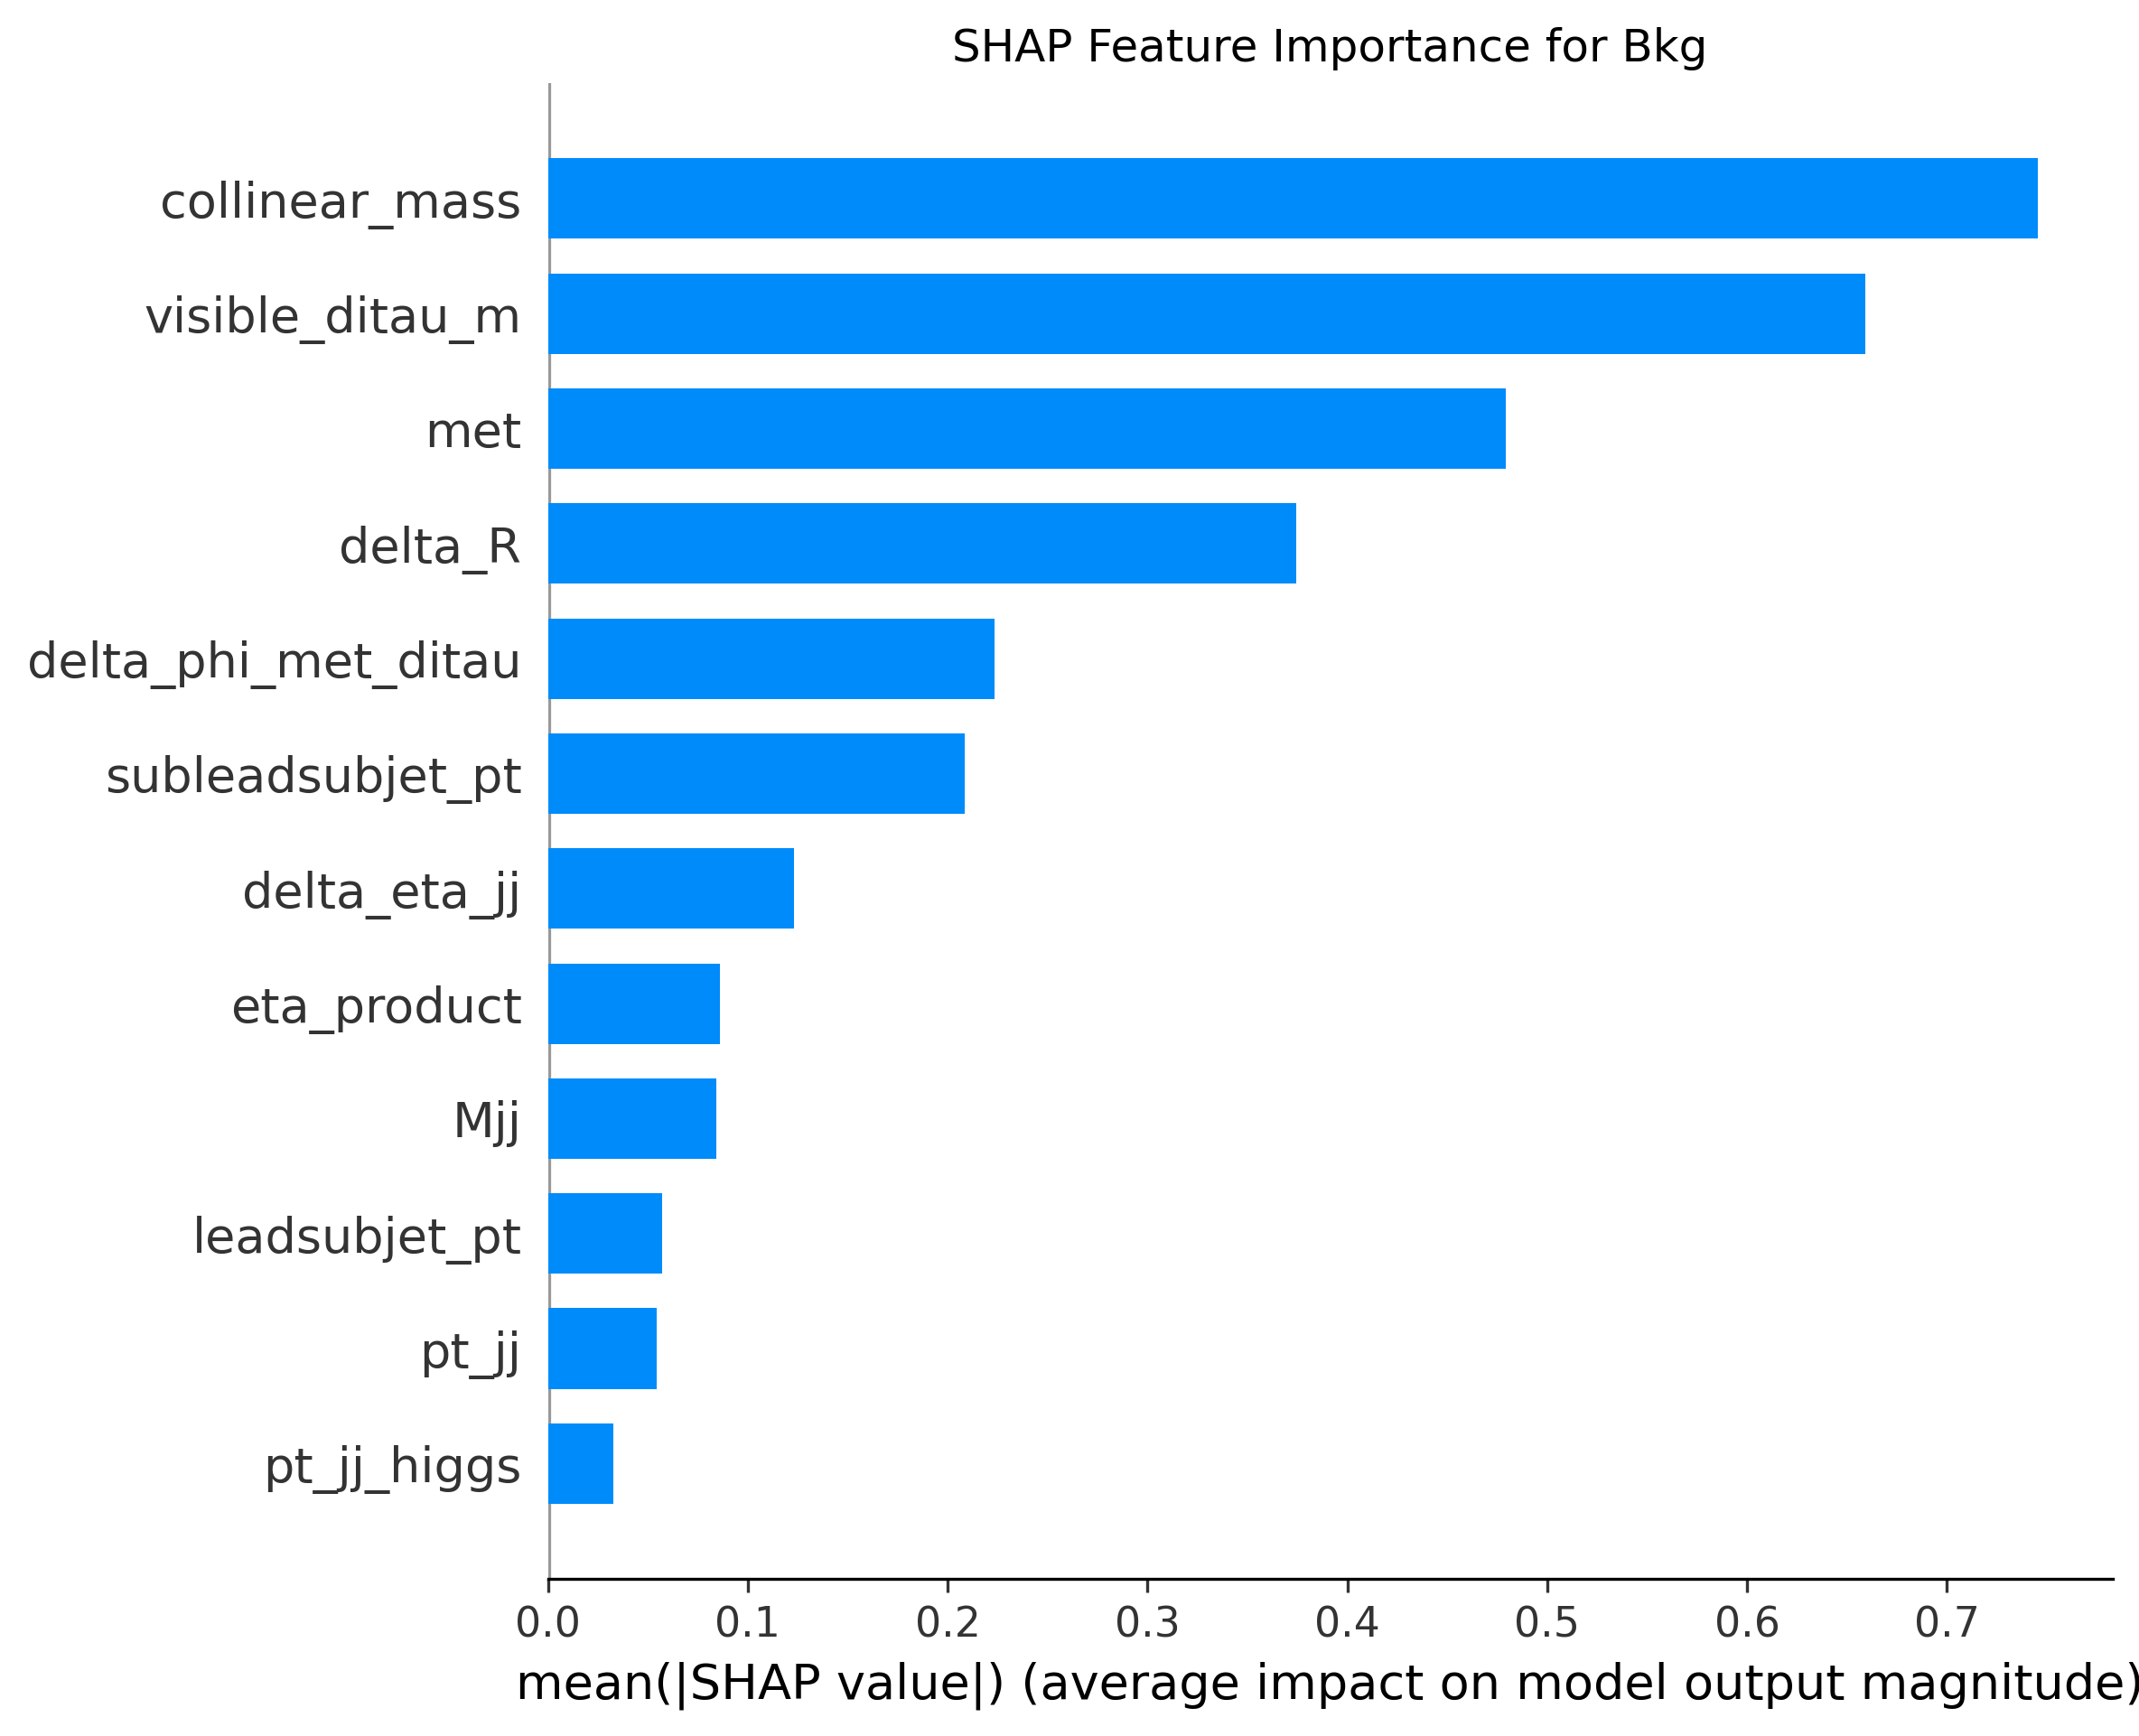 SHAP Feature Importance for Bkg
collinear_mass
visible_ditau_m
met
delta_R
delta_phi_met_ditau
subleadsubjet_pt
delta_eta_jj
eta_product
Mjj
leadsubjet_pt
pt_jj
pt_jj_higgs
0.0 0.1 0.2 0.3 0.4 0.5 0.6 0.7
mean(|SHAP value|) (average impact on model output magnitude)